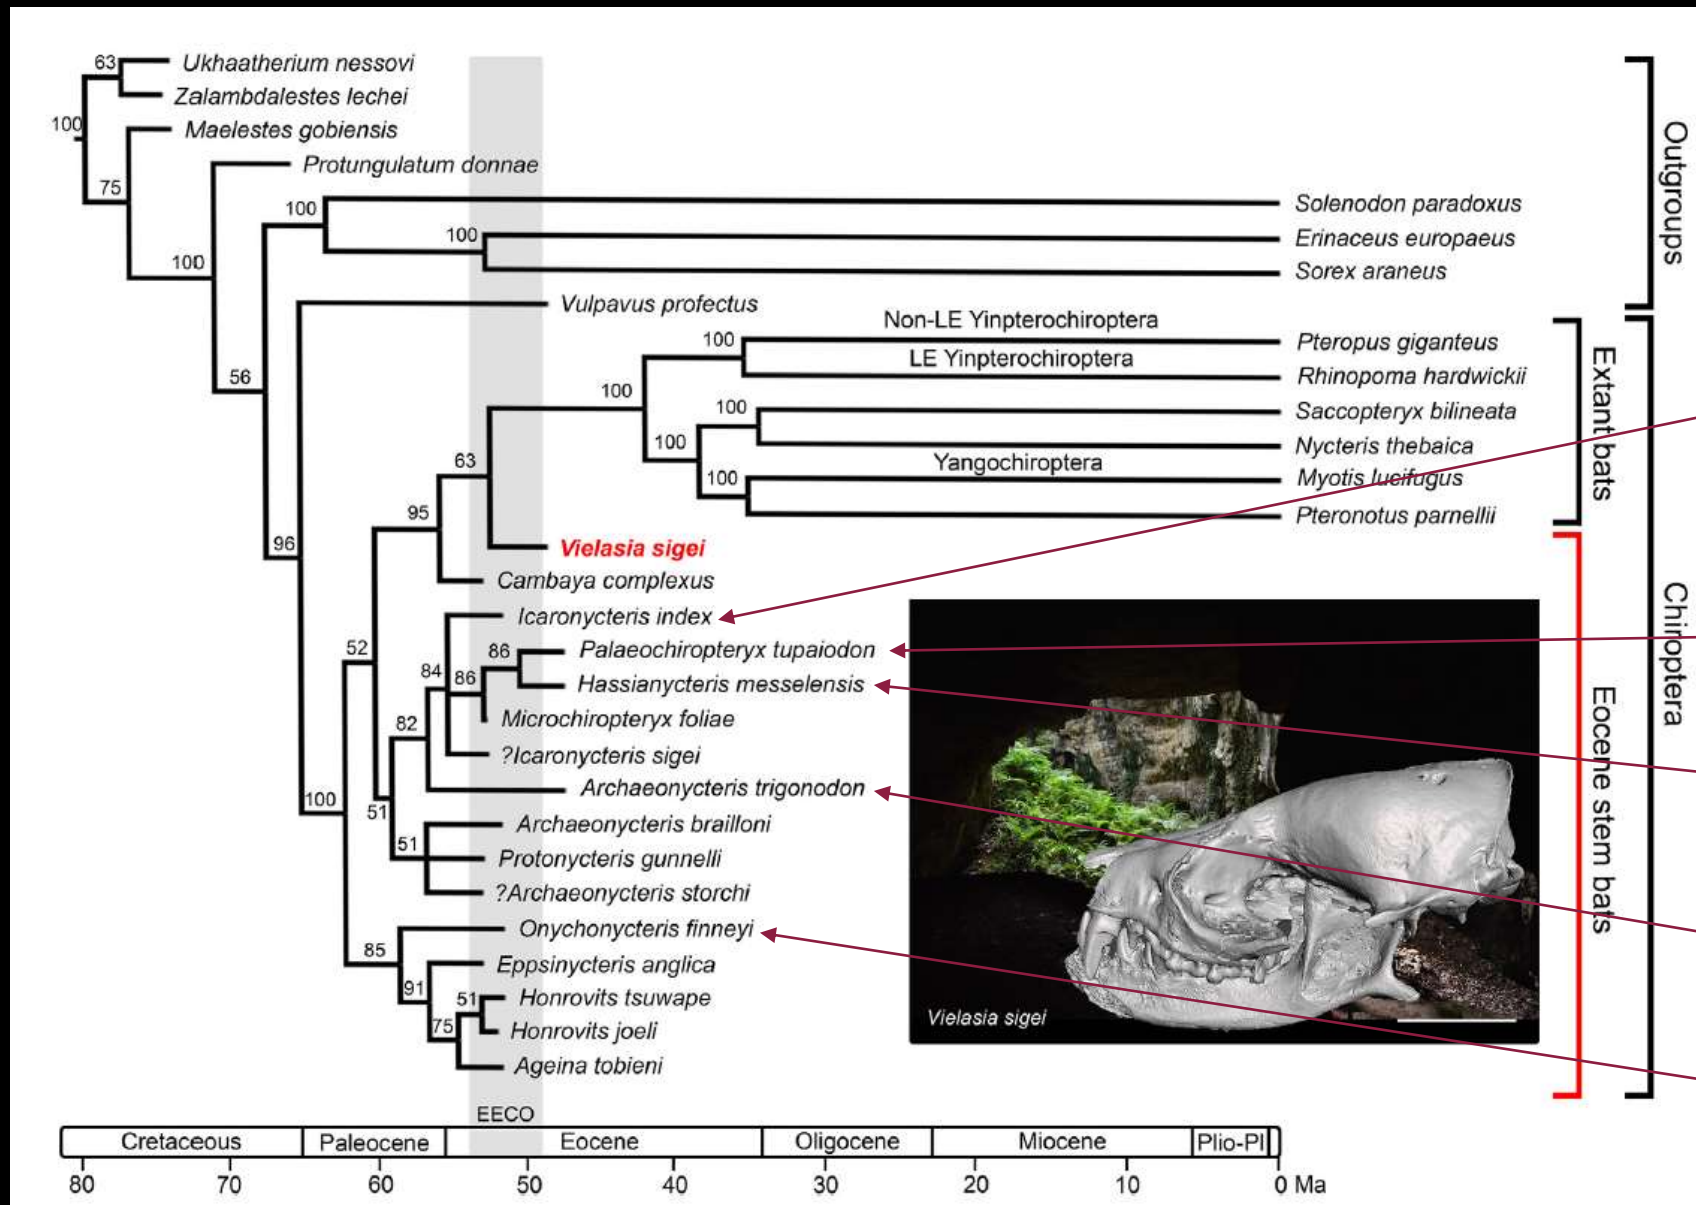 63
Ukhaatherium nessovi
Zalambdalestes lechei
100
Maelestes gobiensis
Protungulatum donnae
75
100
Solenodon paradoxus
100
Erinaceus europaeus
100
Sorex araneus
Outgroups
Vulpavus profectus
56
Non-LE Yinpterochiroptera
100
Pteropus giganteus
LE Yinpterochiroptera
Rhinopoma hardwickii
100
100
Saccopteryx bilineata
100
Nycteris thebaica
Yangochiroptera
100
Myotis lucifugus
Pteronotus parnellii
Extant bats
63
95
96
Vielasia sigei
Cambaya complexus
Icaronycteris index
52
86
Palaeochiropteryx tupaiodon
84
86
Hassianycteris messelensis
Microchiropteryx foliae
82
?Icaronycteris sigei
Archaeonycteris trigonodon
100
51
Archaeonycteris brailloni
51
Protonycteris gunnelli
?Archaeonycteris storchi
Onychonycteris finneyi
85
Eppsinycteris anglica
91
51
Honrovits tsuwape
75
Honrovits joeli
Ageina tobieni
Vielasia sigei
Eocene stem bats
Chiroptera
EECO
Cretaceous Paleocene Eocene Oligocene Miocene Plio-Pl
80 70 60 50 40 30 20 10 0 Ma